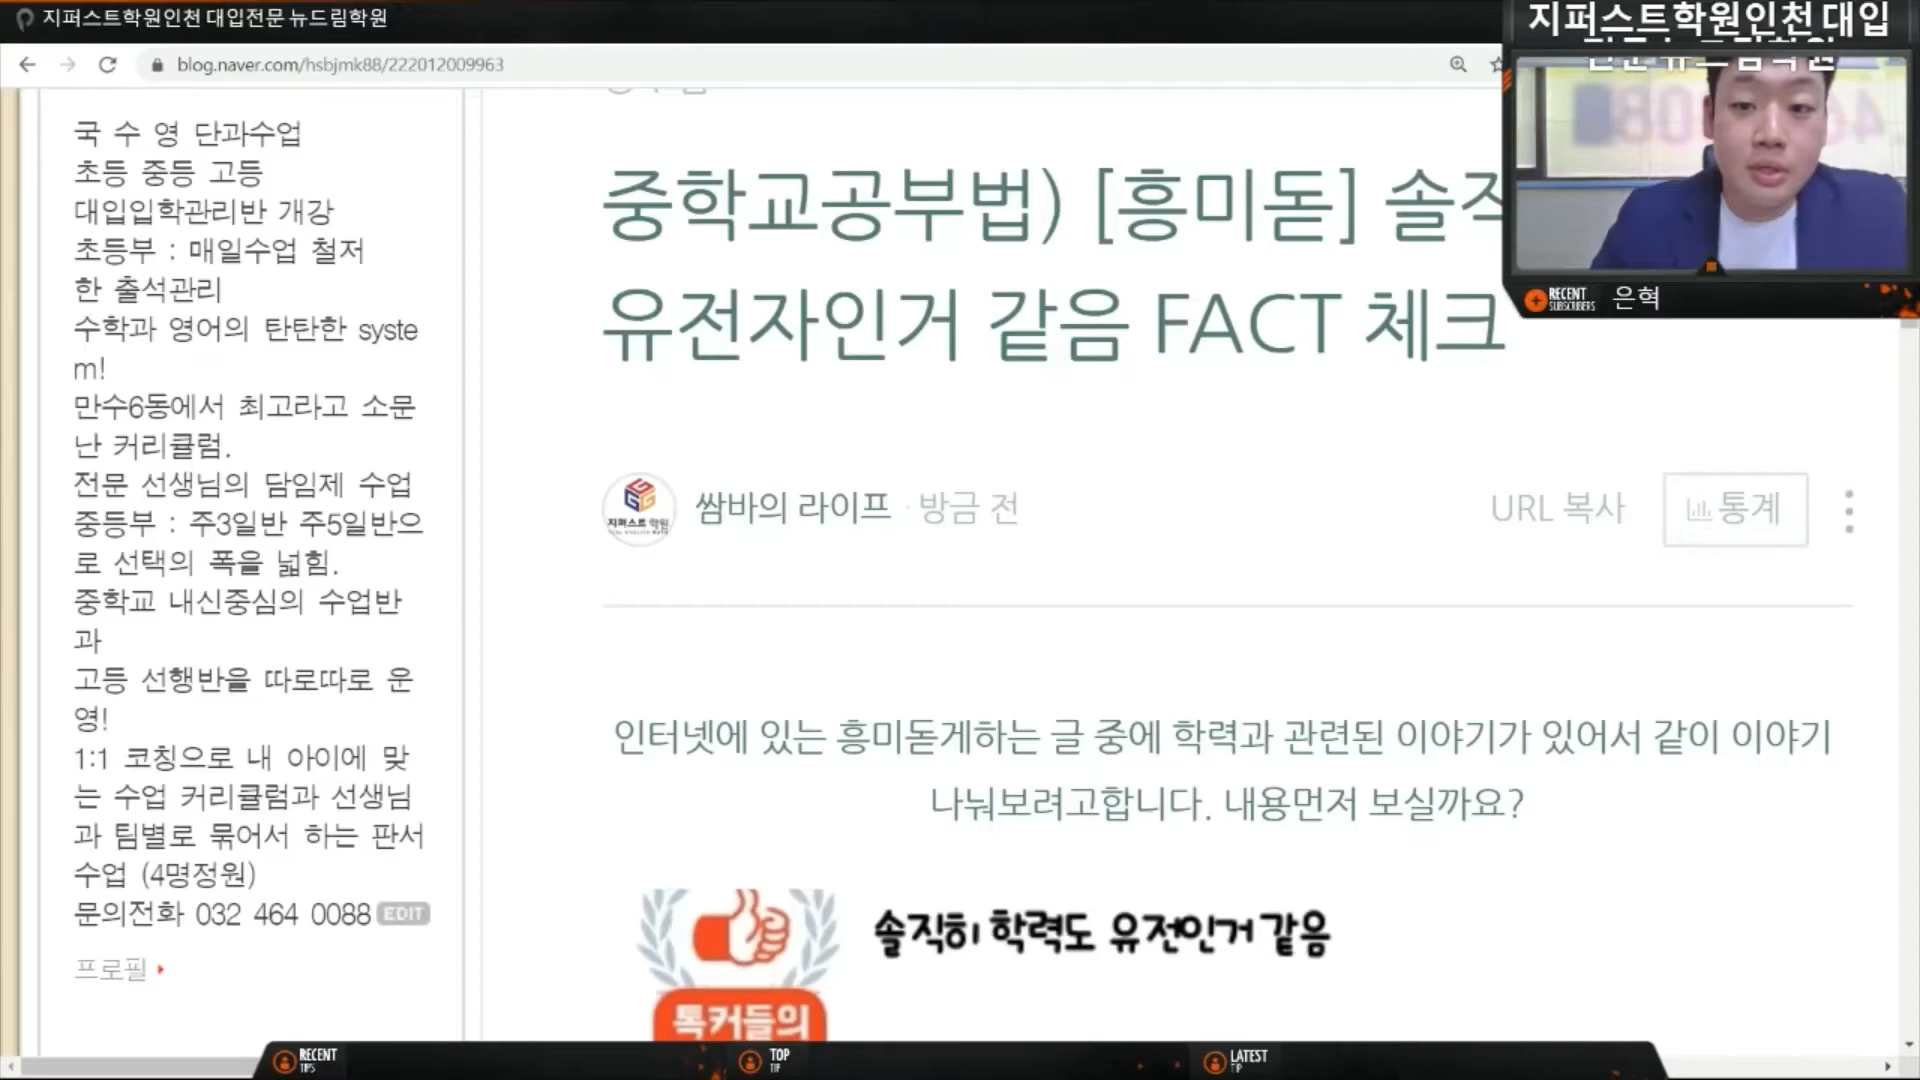 지퍼스트학원인천 대입전문 뉴드림학원
blog.naver.com/hsbjmk88/222012009963
국 수 영 단과수업
초등 중등 고등
대입입학관리반 개강
초등부 : 매일수업 철저
한 출석관리
수학과 영어의 탄탄한 syste
m!
만수6동에서 최고라고 소문
난 커리큘럼.
전문 선생님의 담임제 수업
중등부 : 주3일반 주5일반으
로 선택의 폭을 넓힘.
중학교 내신중심의 수업반
과
고등 선행반을 따로따로 운
영!
1:1 코칭으로 내 아이에 맞
는 수업 커리큘럼과 선생님
과 팀별로 묶어서 하는 판서
수업 (4명정원)
문의전화 032 464 0088 EDIT
프로필
중학교공부법) [흥미돋] 솔직
유전자인거 같음 FACT 체크
지퍼스트 학원
쌈바의 라이프 · 방금 전
URL 복사
통계
인터넷에 있는 흥미돋게하는 글 중에 학력과 관련된 이야기가 있어서 같이 이야기
나눠보려고합니다. 내용먼저 보실까요?
솔직히 학력도 유전인거 같음
톡커들의
지퍼스트학원인천 대입
전문 뉴드림학원
RECENT
SUBSCRIBERS
은혁
RECENT
TIPS
TOP
TIP
LATEST
TIP